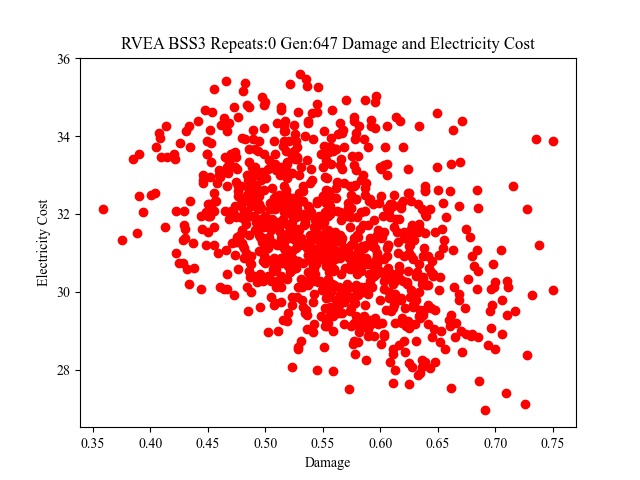 RVEA BSS3 Repeats:0 Gen:647 Damage and Electricity Cost
36
34
32
30
28
Electricity Cost
0.35 0.40 0.45 0.50 0.55 0.60 0.65 0.70 0.75
Damage